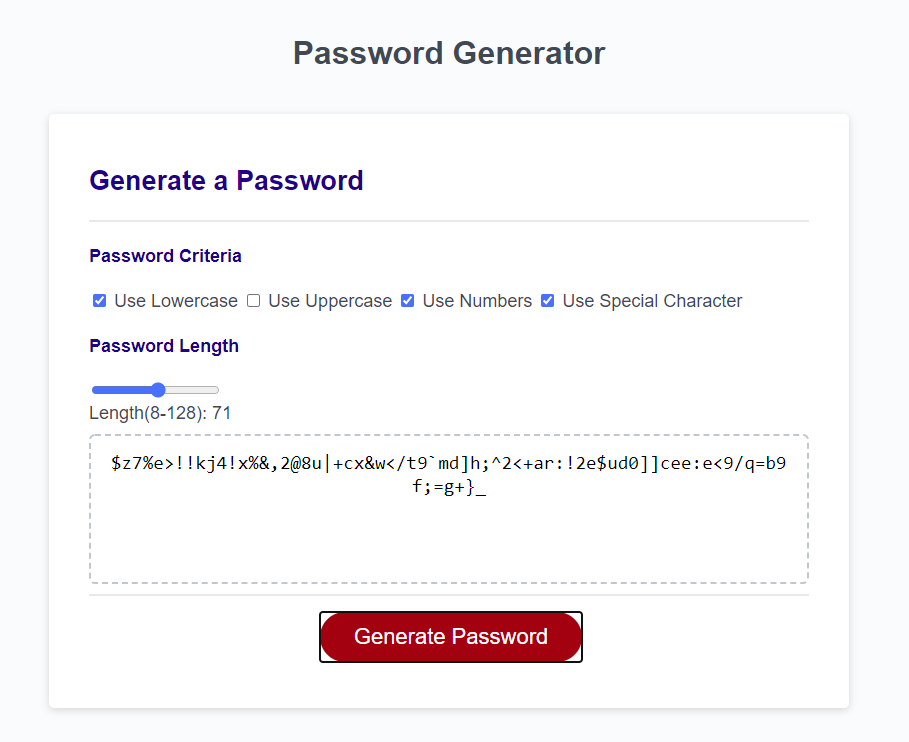 Password Generator
Generate a Password
Password Criteria
Use Lowercase Use Uppercase Use Numbers Use Special Character
Password Length
Length(8-128): 71
$z7%e>!!kj4!x%&,2@8u|+cx&w</t9`md]h;^2<+ar:!2e$ud0]]cee:e<9/q=b9
f;=g+}_
Generate Password